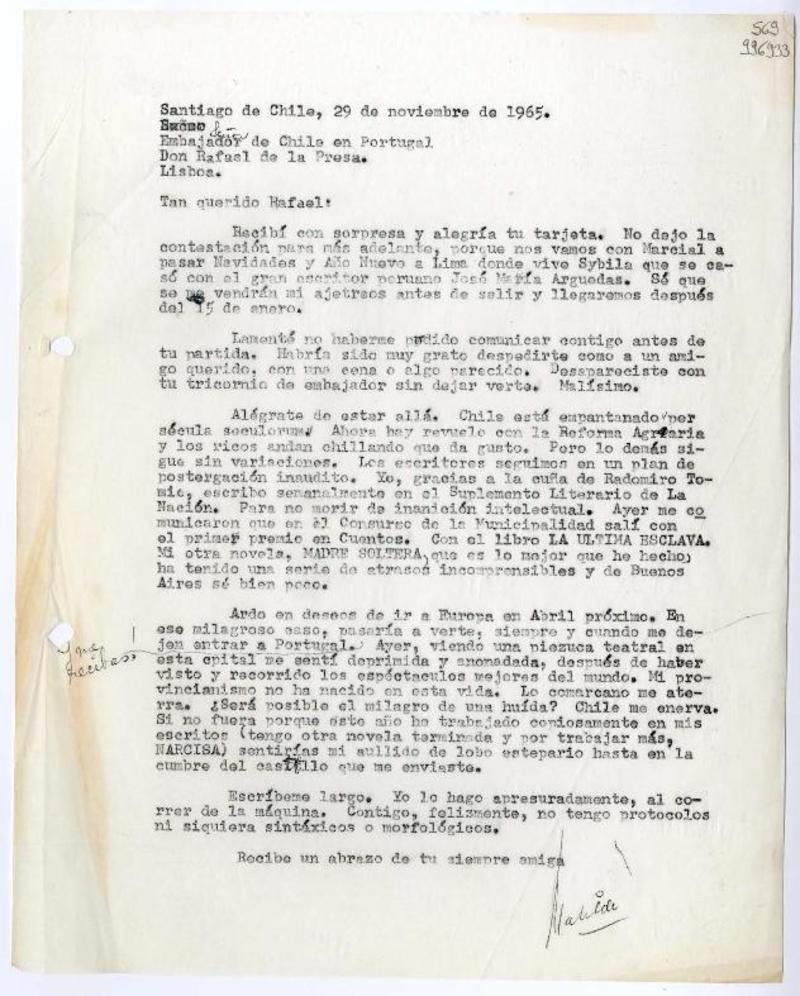 569
996933
Santiago de Chile, 29 de noviembre de 1965.
Embajador de Chile en Portugal
Don Rafael de la Presa.
Lisboa.
Tan querido Rafael:
Recibí con sorpresa y alegría tu tarjeta. No dejo la
contestación para más adelante, porque nos vamos con Marcial a
pasar Navidades y Año Nuevo a Lima donde vive Sybila que se ca-
só con el gran escritor peruano José María Arguedas. Sé que
se me vendrán mi ajetreos antes de salir y llegaremos después
del 15 de enero.
Lamenté no haberme podido comunicar contigo antes de
tu partida. Habría sido muy grato despedirte como a un ami-
go querido, con una cena o algo parecido. Desapareciste con
tu tricornio de embajador sin dejar verte. Malísimo.
Alégrate de estar allá. Chile está empantanado "per
sécula seculorum". Ahora hay revuelo con la Reforma Agraria
y los ricos andan chillando que da gusto. Pero lo demás si-
gue sin variaciones. Los escritores seguimos en un plan de
postergación inaudito. Yo, gracias a la cuña de Radomiro To-
mic, escribo semanalmente en el Suplemento Literario de La
Nación. Para no morir de inanición intelectual. Ayer me co
municaron que en el Consurso de la Municipalidad salí con
el primer premio en Cuentos. Con el libro LA ULTIMA ESCLAVA.
Mi otra novela, MADRE SOLTERA, que es lo mejor que he hecho,
ha tenido una serie de atrasos incomprensibles y de Buenos
Aires sé bien poco.
Ardo en deseos de ir a Europa en Abril próximo. En
ese milagroso caso, pasaría a verte, siempre y cuando me de-
jen entrar a Portugal. Ayer, viendo una piezuca teatral en
y me recibas!
esta cpital me sentí deprimida y anonadada, después de haber
visto y recorrido los espéctaculos mejores del mundo. Mi pro-
vincianismo no ha nacido en esta vida. Lo comarcano me ate-
rra. ¿Será posible el milagro de una huída? Chile me enerva.
Si no fuera porque este año he trabajado copiosamente en mis
escritos (tengo otra novela terminada y por trabajar más,
NARCISA) sentirías mi aullido de lobo estepario hasta en la
cumbre del castillo que me enviaste.
Escríbeme largo. Yo lo hago apresuradamente, al co-
rrer de la máquina. Contigo, felizmente, no tengo protocolos
ni siquiera sintáxicos o morfológicos.
Recibe un abrazo de tu siempre amiga
Matilde